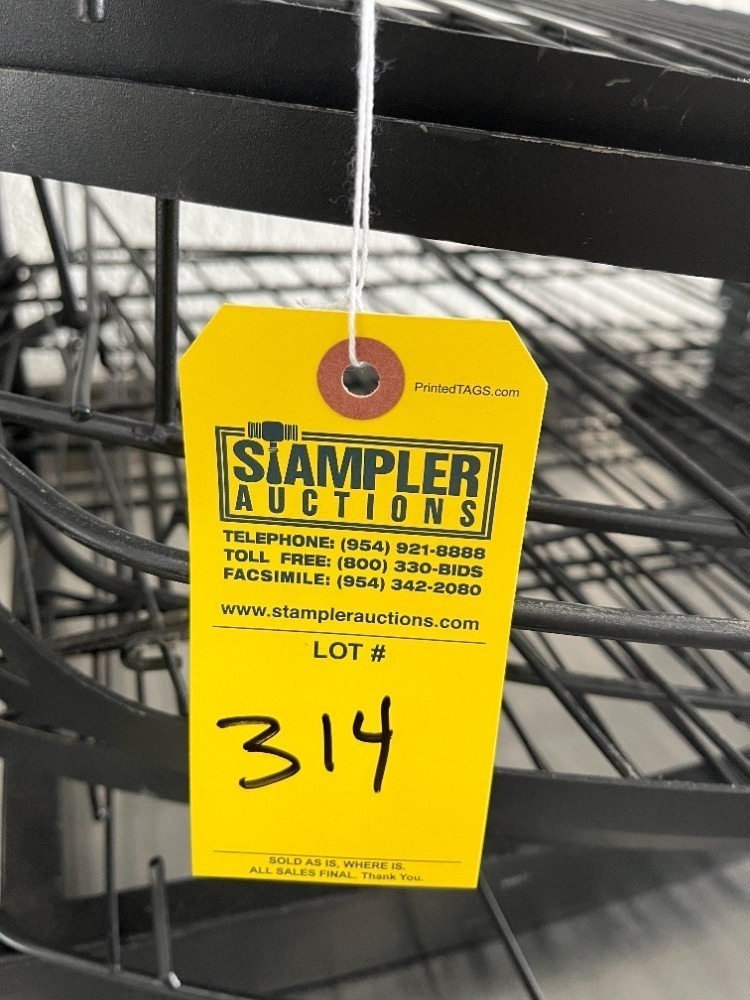 PrintedTAGS.com
STAMPLER
AUCTIONS
TELEPHONE: (954) 921-8888
TOLL FREE: (800) 330-BIDS
FACSIMILE: (954) 342-2080
www.stamplerauctions.com
LOT #
314
SOLD AS IS, WHERE IS.
ALL SALES FINAL. Thank You.